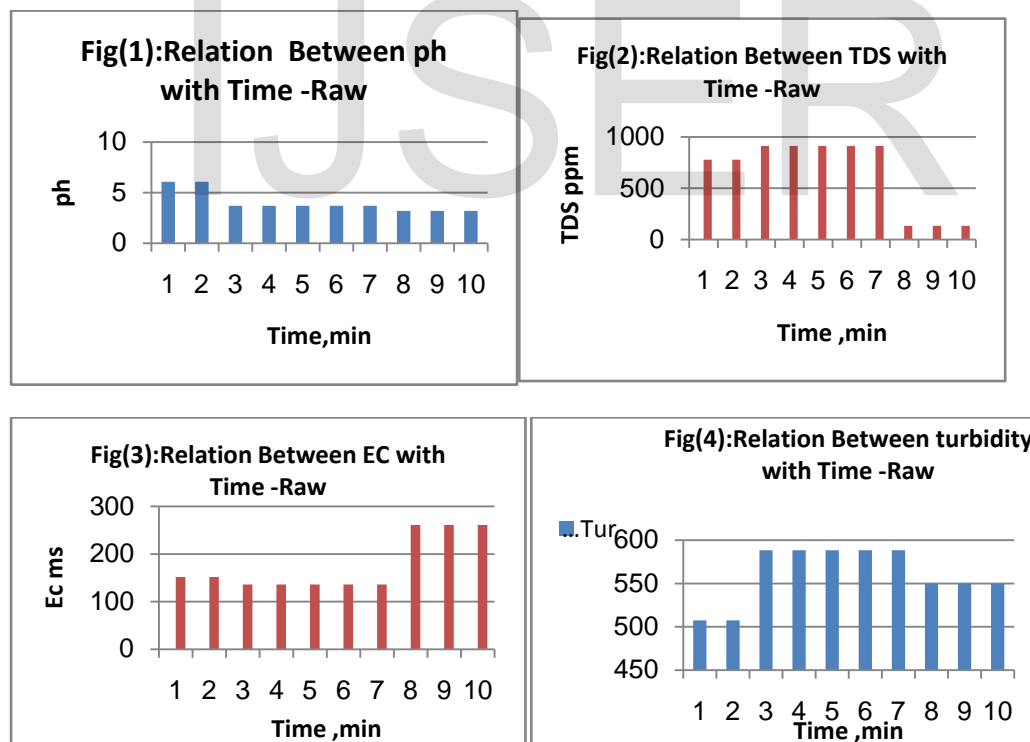 IJSER
Fig(1):Relation Between ph
with Time -Raw
10
5
0
ph
1 2 3 4 5 6 7 8 9 10
Time,min
Fig(2):Relation Between TDS with
Time -Raw
1000
500
0
TDS ppm
1 2 3 4 5 6 7 8 9 10
Time ,min
Fig(3):Relation Between EC with
Time -Raw
300
200
100
0
Ec ms
1 2 3 4 5 6 7 8 9 10
Time ,min
Fig(4):Relation Between turbidity
with Time -Raw
...Tur
600
550
500
450
1 2 3 4 5 6 7 8 9 10
Time ,min